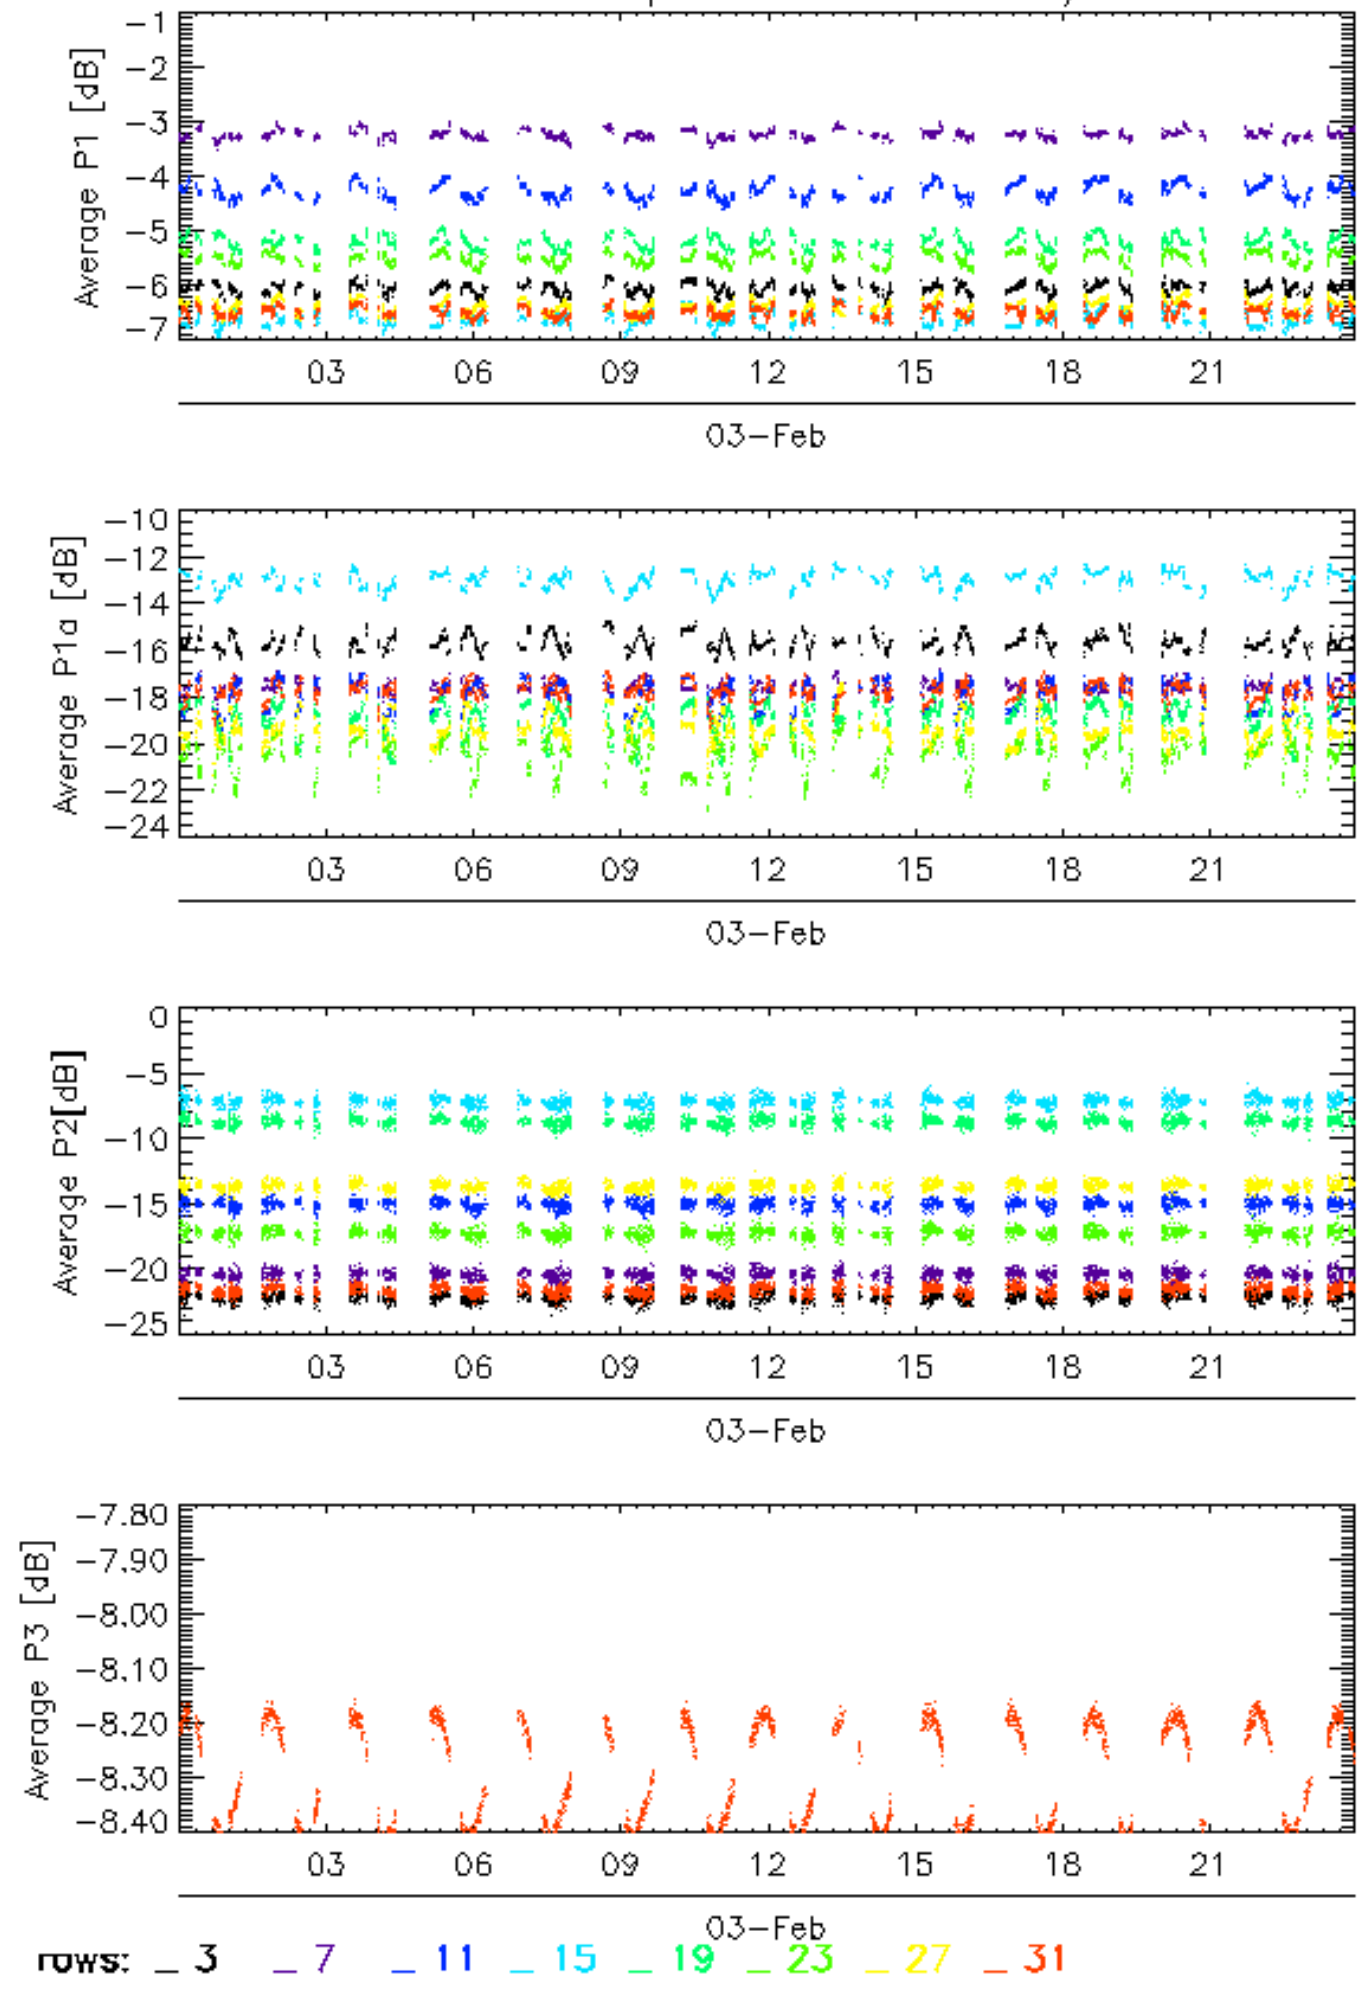 Average P1 [dB]
-1
-2
-3
-4
-5
-6
-7
03 06 09 12 15 18 21
03-Feb
Average P1a [dB]
-10
-12
-14
-16
-18
-20
-22
-24
03 06 09 12 15 18 21
03-Feb
Average P2[dB]
0
-5
-10
-15
-20
-25
03 06 09 12 15 18 21
03-Feb
Average P3 [dB]
-7.80
-7.90
-8.00
-8.10
-8.20
-8.30
-8.40
03 06 09 12 15 18 21
03-Feb
rows: _ 3 _ 7 _ 11 _ 15 _ 19 _ 23 _ 27 _ 31